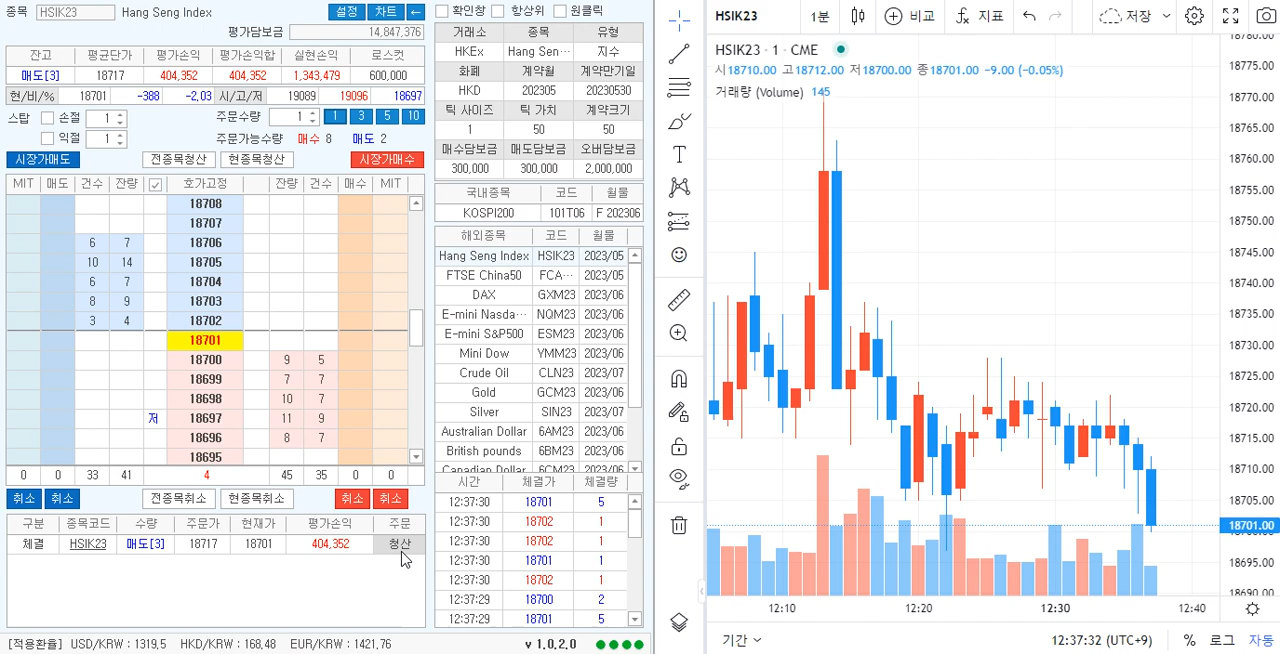 종목 HSIK23 Hang Seng Index 설정 차트 ←
평가담보금 14,847,376
잔고 평균단가 평가손익 평가손익합 실현손익 로스컷
매도[3] 18717 404,352 404,352 1,343,479 600,000
현/비/% 18701 -388 -2,03 시/고/저 19089 19096 18697
스탑 손절 1 주문수량 1 1 3 5 10
익절 1 주문가능수량 매수 8 매도 2
시장가매도 전종목청산 현종목청산 시장가매수
MIT 매도 건수 잔량 호가고정 잔량 건수 매수 MIT
18708
18707
6 7 18706
10 14 18705
6 7 18704
8 9 18703
3 4 18702
18701
18700 9 5
18699 7 7
18698 10 7
저 18697 11 9
18696 8 7
18695
0 0 33 41 4 45 35 0 0
취소 취소 전종목취소 현종목취소 취소 취소
구분 종목코드 수량 주문가 현재가 평가손익 주문
체결 HSIK23 매도[3] 18717 18701 404,352 청산
[적용환율] USD/KRW : 1319,5 HKD/KRW : 168,48 EUR/KRW : 1421,76 v 1,0,2,0
확인창 항상위 원클릭
거래소 종목 유형
HKEx Hang Sen··· 지수
화폐 계약월 계약만기일
HKD 202305 20230530
틱 사이즈 틱 가치 계약크기
1 50 50
매수담보금 매도담보금 오버담보금
300,000 300,000 2,000,000
국내종목 코드 월물
KOSPI200 101T06 F 202306
해외종목 코드 월물
Hang Seng Index HSIK23 2023/05
FTSE China50 FCA··· 2023/06
DAX GXM23 2023/06
E-mini Nasda··· NQM23 2023/06
E-mini S&P500 ESM23 2023/06
Mini Dow YMM23 2023/06
Crude Oil CLN23 2023/07
Gold GCM23 2023/06
Silver SIN23 2023/07
Australian Dollar 6AM23 2023/06
British pounds 6BM23 2023/06
Canadian Dollar 6CM23 2023/06
시간 체결가 체결량
12:37:30 18701 5
12:37:30 18702 1
12:37:30 18702 1
12:37:30 18701 1
12:37:30 18702 1
12:37:29 18700 2
12:37:29 18701 5
HSIK23 1분 비교 지표 저장
HSIK23 · 1 · CME
시18710.00 고18712.00 저18700.00 종18701.00 -9.00 (-0.05%)
거래량 (Volume) 145
18780.00
18775.00
18770.00
18765.00
18760.00
18755.00
18750.00
18745.00
18740.00
18735.00
18730.00
18725.00
18720.00
18715.00
18710.00
18705.00
18701.00
18695.00
18690.00
12:10 12:20 12:30 12:40
기간 12:37:32 (UTC+9) % 로그 자동